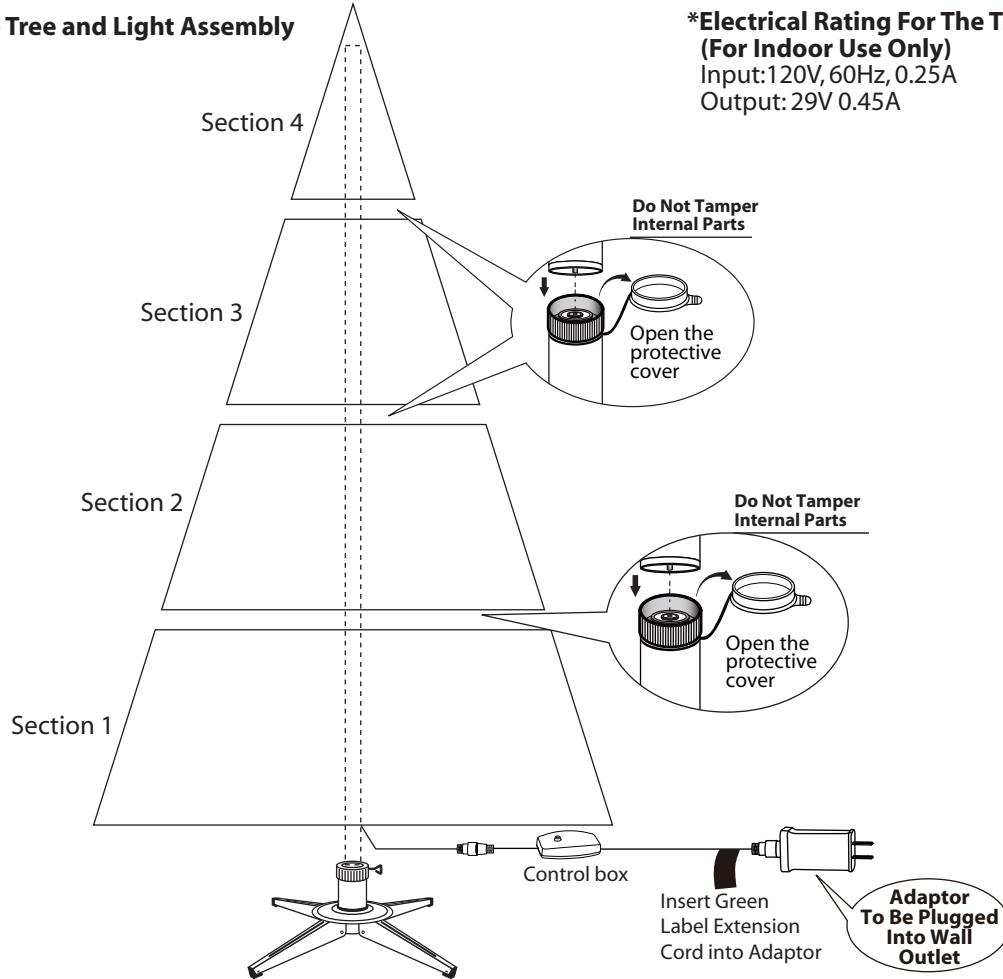 Tree and Light Assembly
*Electrical Rating For The T
(For Indoor Use Only)
Input:120V, 60Hz, 0.25A
Output: 29V 0.45A
Section 4
Do Not Tamper
Internal Parts
Open the
protective
cover
Section 3
Section 2
Do Not Tamper
Internal Parts
Open the
protective
cover
Section 1
Control box
Insert Green
Label Extension
Cord into Adaptor
Adaptor
To Be Plugged
Into Wall
Outlet